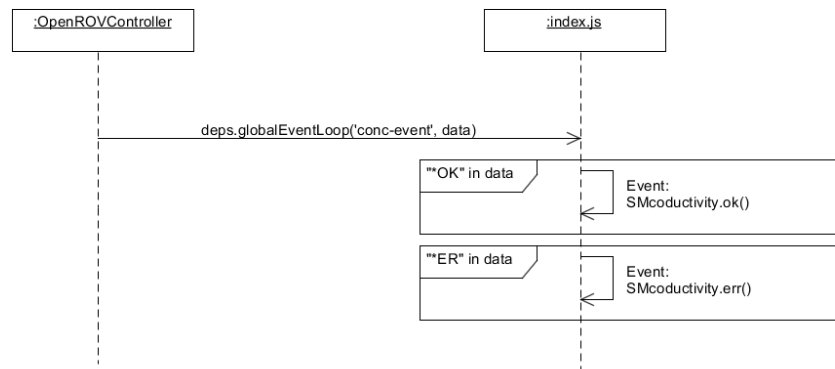 :OpenROVController
:index.js
deps.globalEventLoop('conc-event', data)
"*OK" in data
Event:
SMcoductivity.ok()
"*ER" in data
Event:
SMcoductivity.err()